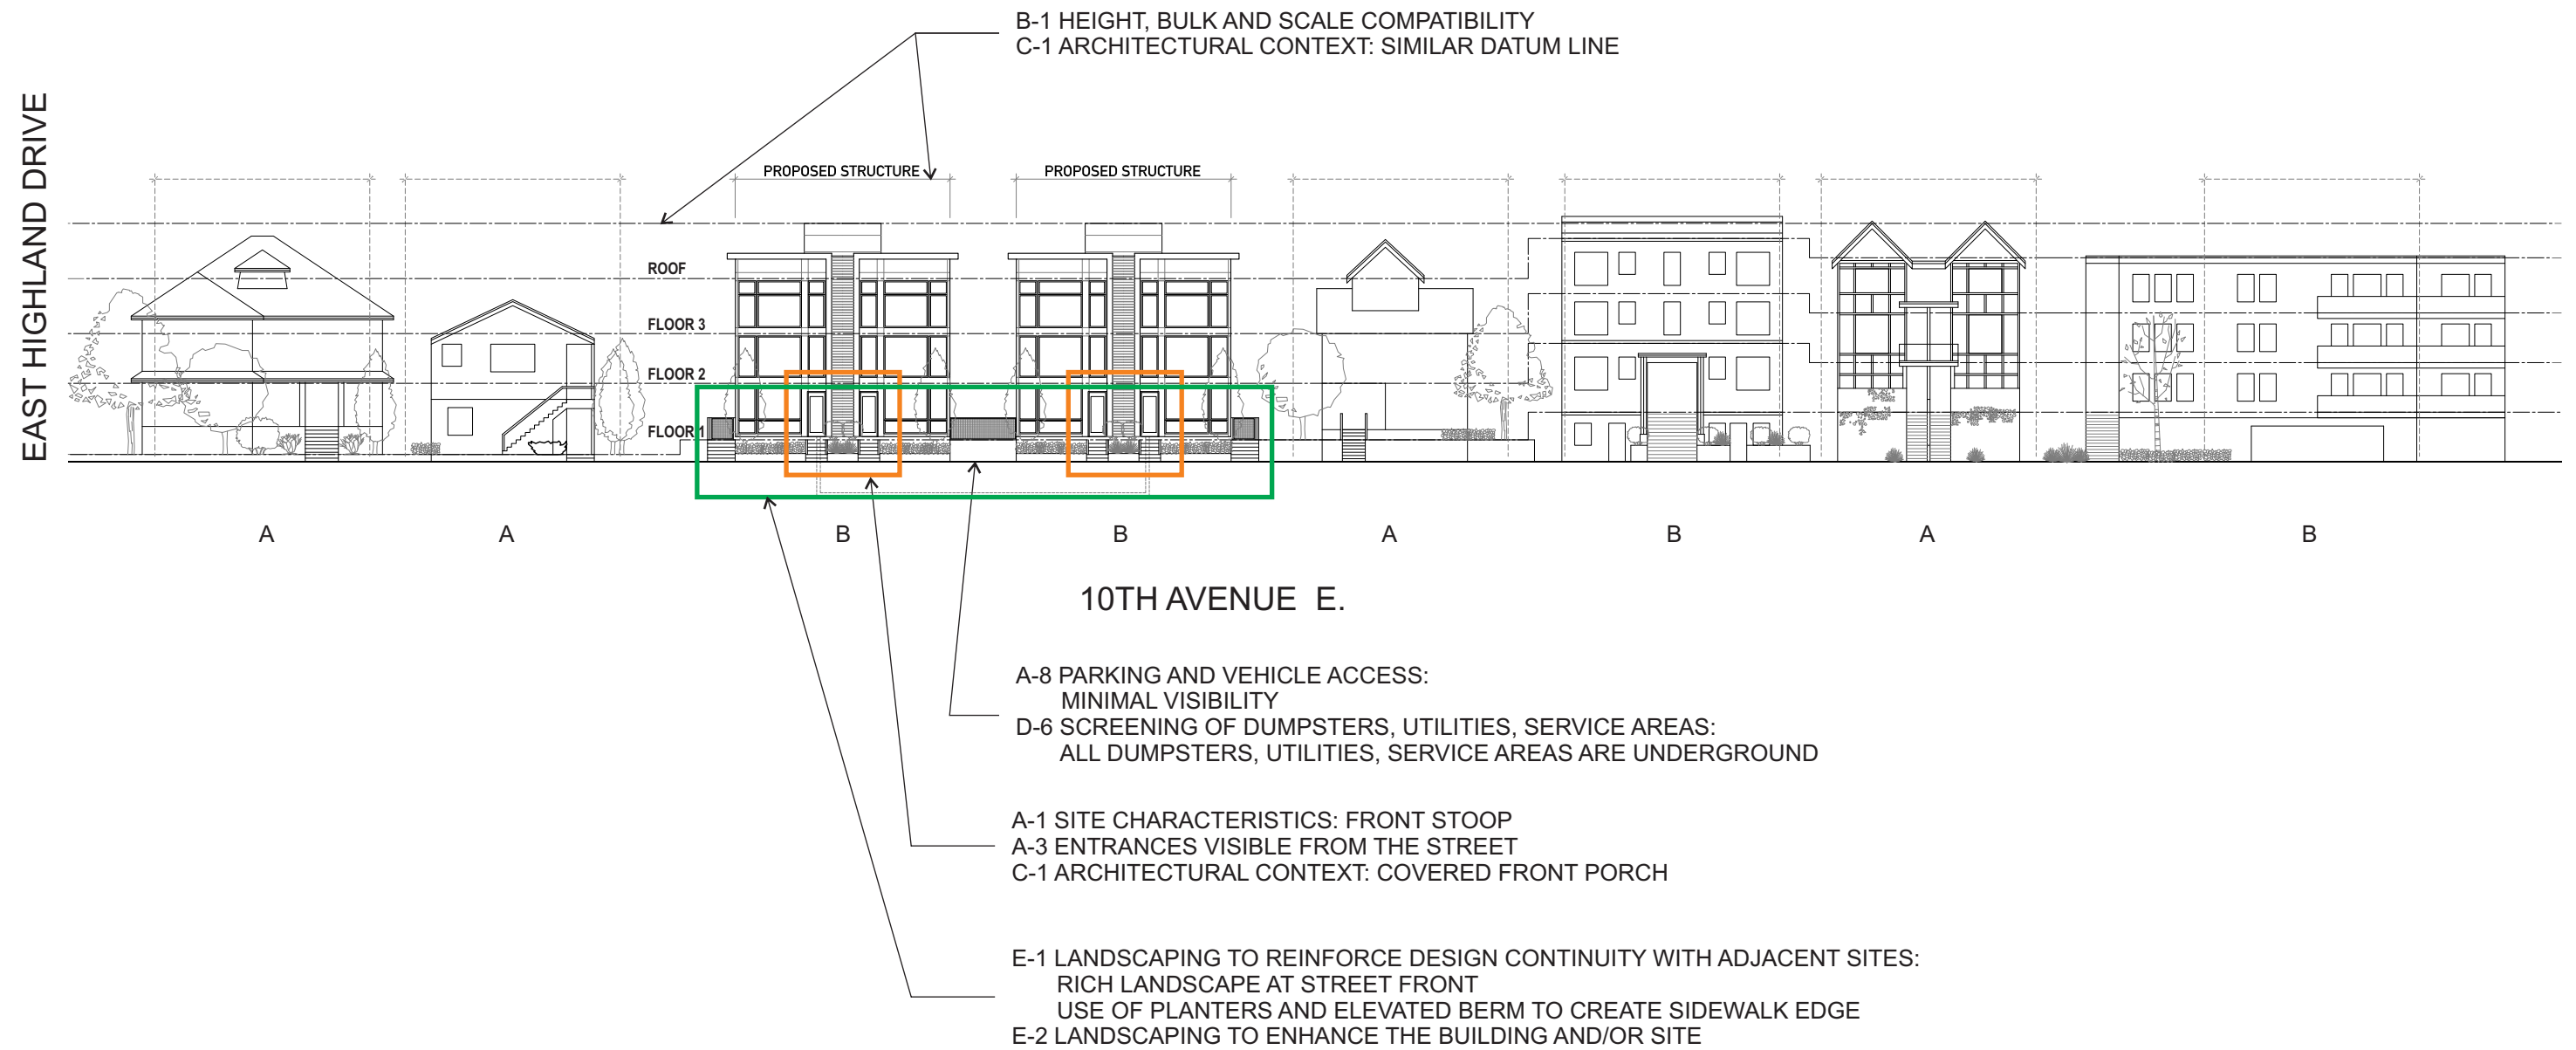 B-1 HEIGHT, BULK AND SCALE COMPATIBILITY
C-1 ARCHITECTURAL CONTEXT: SIMILAR DATUM LINE
EAST HIGHLAND DRIVE
PROPOSED STRUCTURE
PROPOSED STRUCTURE
ROOF
FLOOR 3
FLOOR 2
FLOOR 1
A
A
B
B
A
B
A
B
10TH AVENUE E.
A-8 PARKING AND VEHICLE ACCESS:
MINIMAL VISIBILITY
D-6 SCREENING OF DUMPSTERS, UTILITIES, SERVICE AREAS:
ALL DUMPSTERS, UTILITIES, SERVICE AREAS ARE UNDERGROUND
A-1 SITE CHARACTERISTICS: FRONT STOOP
A-3 ENTRANCES VISIBLE FROM THE STREET
C-1 ARCHITECTURAL CONTEXT: COVERED FRONT PORCH
E-1 LANDSCAPING TO REINFORCE DESIGN CONTINUITY WITH ADJACENT SITES:
RICH LANDSCAPE AT STREET FRONT
USE OF PLANTERS AND ELEVATED BERM TO CREATE SIDEWALK EDGE
E-2 LANDSCAPING TO ENHANCE THE BUILDING AND/OR SITE